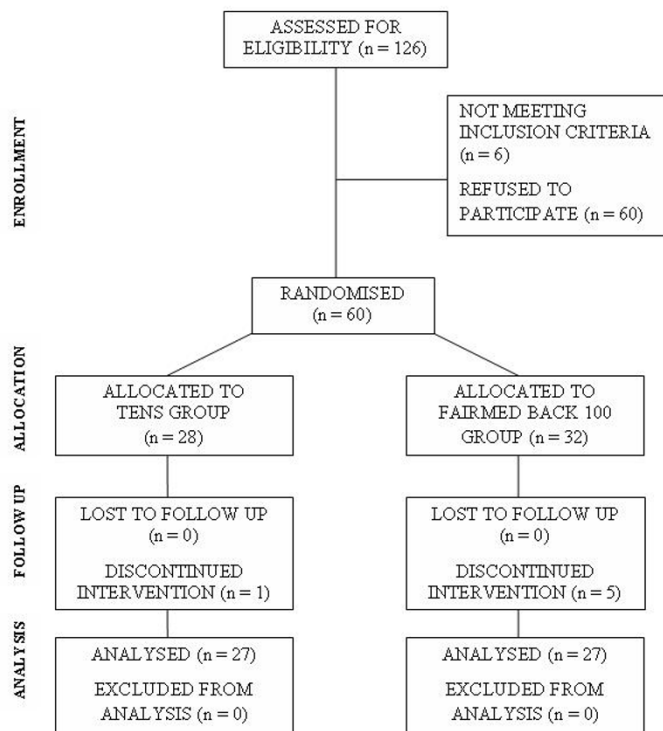 ASSESSED FOR
ELIGIBILITY (n = 126)
ENROLLMENT
NOT MEETING
INCLUSION CRITERIA
(n = 6)
REFUSED TO
PARTICIPATE (n = 60)
RANDOMISED
(n = 60)
ALLOCATION
ALLOCATED TO
TENS GROUP
(n = 28)
ALLOCATED TO
FAIRMED BACK 100
GROUP (n = 32)
FOLLOW UP
LOST TO FOLLOW UP
(n = 0)
DISCONTINUED
INTERVENTION (n = 1)
LOST TO FOLLOW UP
(n = 0)
DISCONTINUED
INTERVENTION (n = 5)
ANALYSIS
ANALYSED (n = 27)
EXCLUDED FROM
ANALYSIS (n = 0)
ANALYSED (n = 27)
EXCLUDED FROM
ANALYSIS (n = 0)